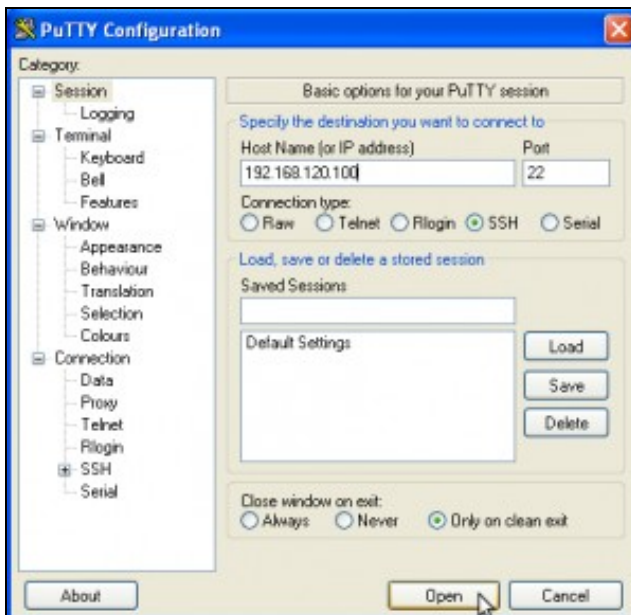 PuTTY Configuration
Category:
Session
Logging
Terminal
Keyboard
Bell
Features
Window
Appearance
Behaviour
Translation
Selection
Colours
Connection
Data
Proxy
Telnet
Rlogin
SSH
Serial
Basic options for your PuTTY session
Specify the destination you want to connect to
Host Name (or IP address) Port
192.168.120.100 22
Connection type:
Raw Telnet Rlogin SSH Serial
Load, save or delete a stored session
Saved Sessions
Default Settings
Load
Save
Delete
Close window on exit:
Always Never Only on clean exit
About Open Cancel